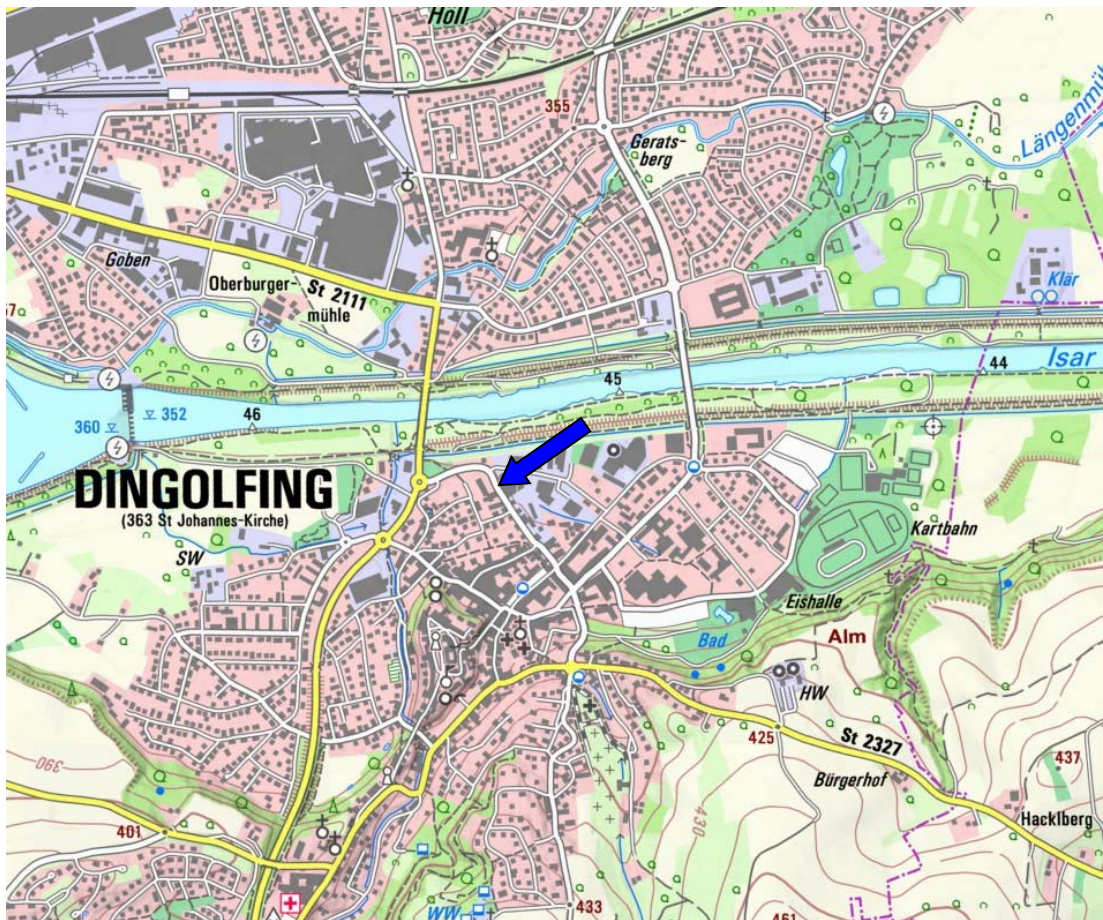 Höll
355
Gerats-
berg
Längenmüh
Goben
Oberburger-
mühle
St 2111
Klär
57
Isar
44
45
46
360
352
DINGOLFING
(363 St Johannes-Kirche)
SW
Kartbahn
Eishalle
Bad
Alm
HW
425
St 2327
Bürgerhof
437
Hacklberg
390
401
430
433
WW
461